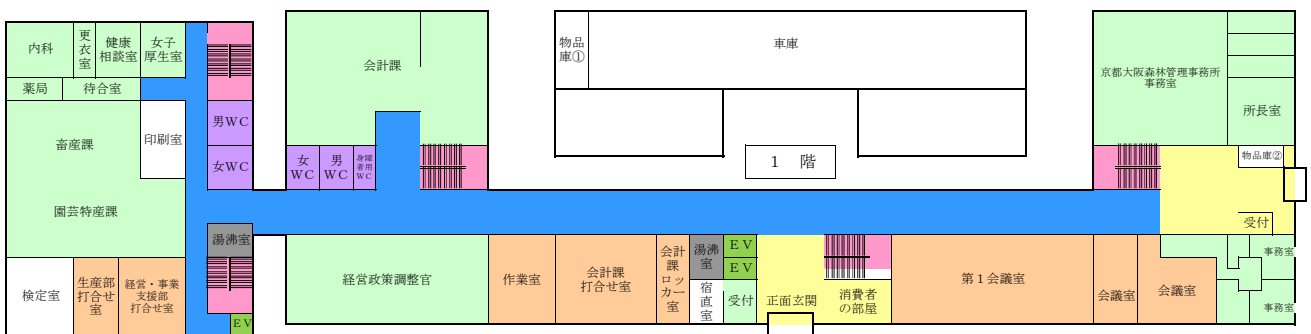 内科
更
衣
室
健康
相談室
女子
厚生室
薬局
待合室
畜産課
印刷室
園芸特産課
検定室
生産部
打合せ
室
経営・事業
支援部
打合せ室
男WC
女WC
湯沸室
EV
会計課
女
WC
男
WC
身障
者用
WC
経営政策調整官
作業室
会計課
打合せ室
会計
課
ロッ
カー
室
湯沸
室
宿
直
室
EV
EV
受付
正面玄関
消費者
の部屋
物品
庫①
車庫
1 階
第1会議室
会議室
会議室
京都大阪森林管理事務所
事務室
所長室
物品庫②
受付
事務室
事務室